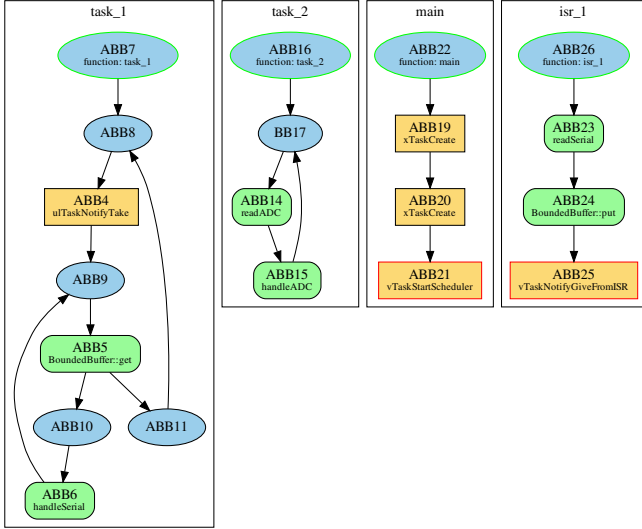 task_1
ABB7
function: task_1
ABB8
ABB4
ulTaskNotifyTake
ABB9
ABB5
BoundedBuffer::get
ABB10
ABB11
ABB6
handleSerial
task_2
ABB16
function: task_2
BB17
ABB14
readADC
ABB15
handleADC
main
ABB22
function: main
ABB19
xTaskCreate
ABB20
xTaskCreate
ABB21
vTaskStartScheduler
isr_1
ABB26
function: isr_1
ABB23
readSerial
ABB24
BoundedBuffer::put
ABB25
vTaskNotifyGiveFromISR